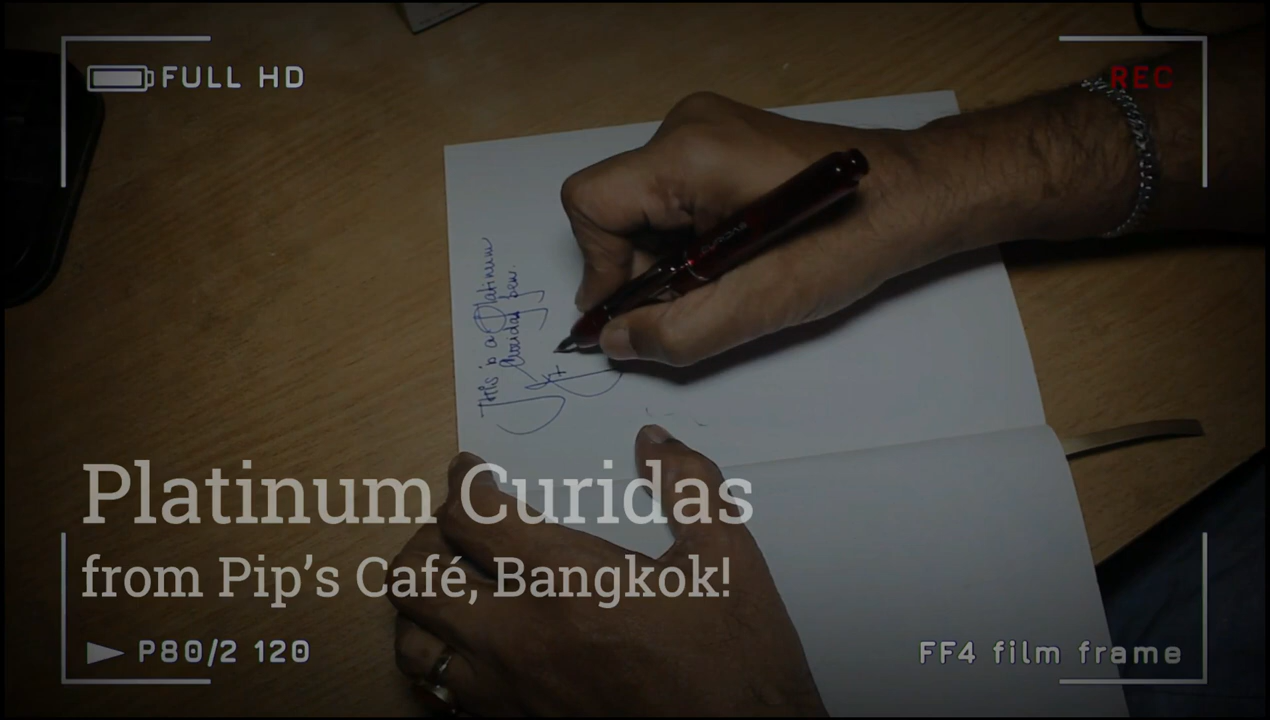 FULL HD
REC
This is a Platinum
Curidas pen.
Platinum Curidas
from Pip's Café, Bangkok!
P80/2 120
FF4 film frame